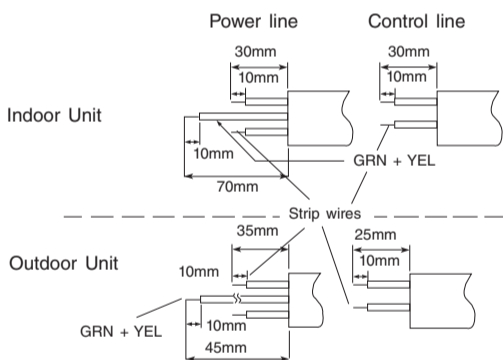 Power line
Control line
30mm
30mm
10mm
10mm
Indoor Unit
10mm
GRN + YEL
70mm
Strip wires
35mm
25mm
Outdoor Unit
10mm
10mm
GRN + YEL
10mm
45mm